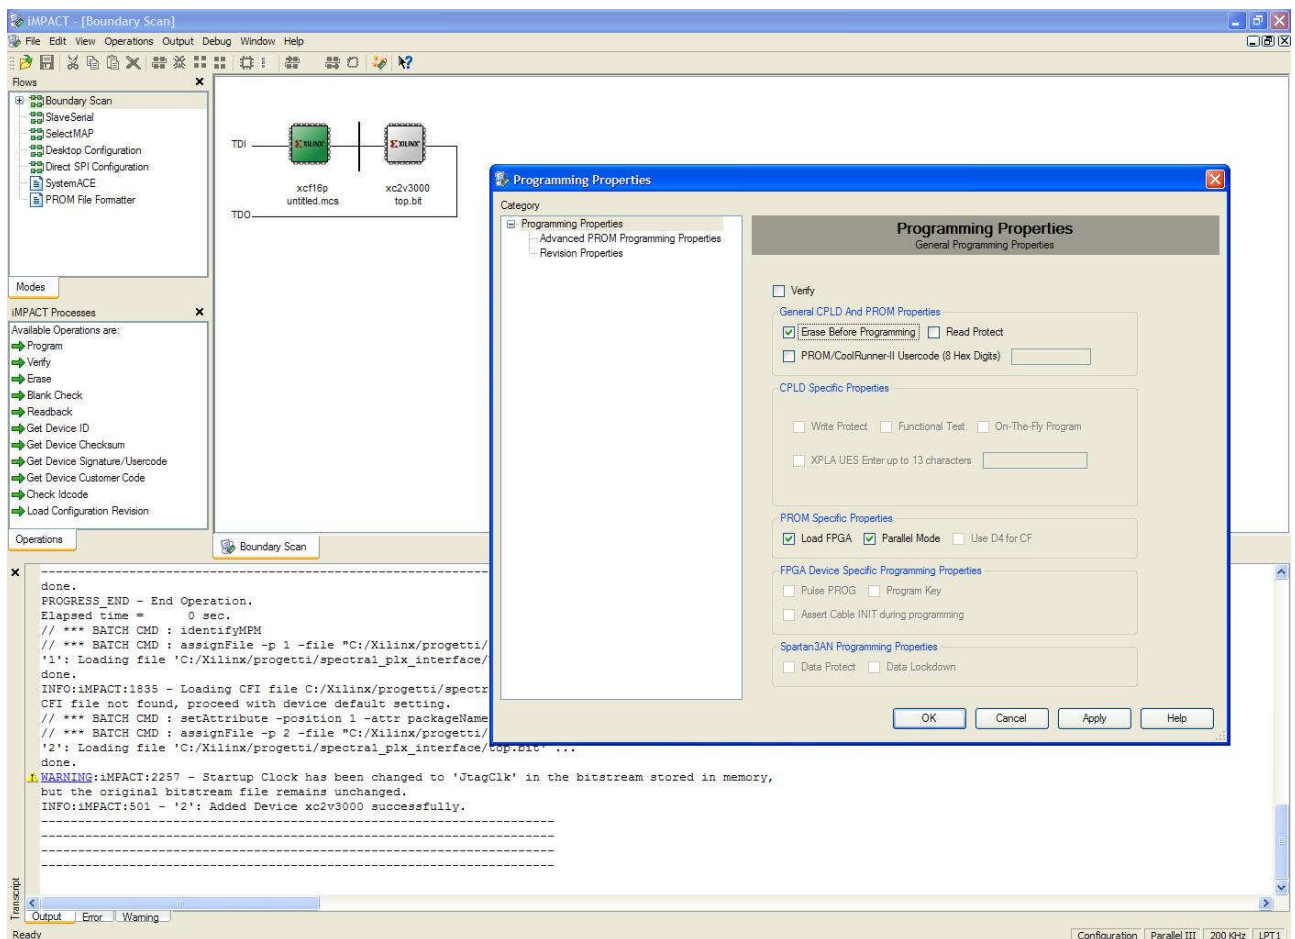 iMPACT - [Boundary Scan]
File Edit View Operations Output Debug Window Help
Flows
Boundary Scan
SlaveSerial
SelectMAP
Desktop Configuration
Direct SPI Configuration
SystemACE
PROM File Formatter
Modes
iMPACT Processes
Available Operations are:
Program
Verify
Erase
Blank Check
Readback
Get Device ID
Get Device Checksum
Get Device Signature/Usercode
Get Device Customer Code
Check Idcode
Load Configuration Revision
Operations
TDI
XILINX XILINX
xcf16p xc2v3000
untitled.mcs top.bit
TDO
Boundary Scan
Programming Properties
Category
Programming Properties
Advanced PROM Programming Properties
Revision Properties
Programming Properties
General Programming Properties
Verify
General CPLD And PROM Properties
Erase Before Programming Read Protect
PROM/CoolRunner-II Usercode (8 Hex Digits)
CPLD Specific Properties
Write Protect Functional Test On-The-Fly Program
XPLA UES Enter up to 13 characters
PROM Specific Properties
Load FPGA Parallel Mode Use D4 for CF
FPGA Device Specific Programming Properties
Pulse PROG Program Key
Assert Cable INIT during programming
Spartan3AN Programming Properties
Data Protect Data Lockdown
OK Cancel Apply Help
done.
PROGRESS_END - End Operation.
Elapsed time = 0 sec.
// *** BATCH CMD : identifyMPM
// *** BATCH CMD : assignFile -p 1 -file "C:/Xilinx/progetti/
'1': Loading file 'C:/Xilinx/progetti/spectra1_plx_interface/
done.
INFO:iMPACT:1835 - Loading CFI file C:/Xilinx/progetti/spectr
CFI file not found, proceed with device default setting.
// *** BATCH CMD : setAttribute -position 1 -attr packageName
// *** BATCH CMD : assignFile -p 2 -file "C:/Xilinx/progetti/
'2': Loading file 'C:/Xilinx/progetti/spectra1_plx_interface/top.bit' ...
done.
WARNING:iMPACT:2257 - Startup Clock has been changed to 'JtagClk' in the bitstream stored in memory,
but the original bitstream file remains unchanged.
INFO:iMPACT:501 - '2': Added Device xc2v3000 successfully.
Transcript
Output Error Warning
Ready
Configuration Parallel III 200 KHz LPT1